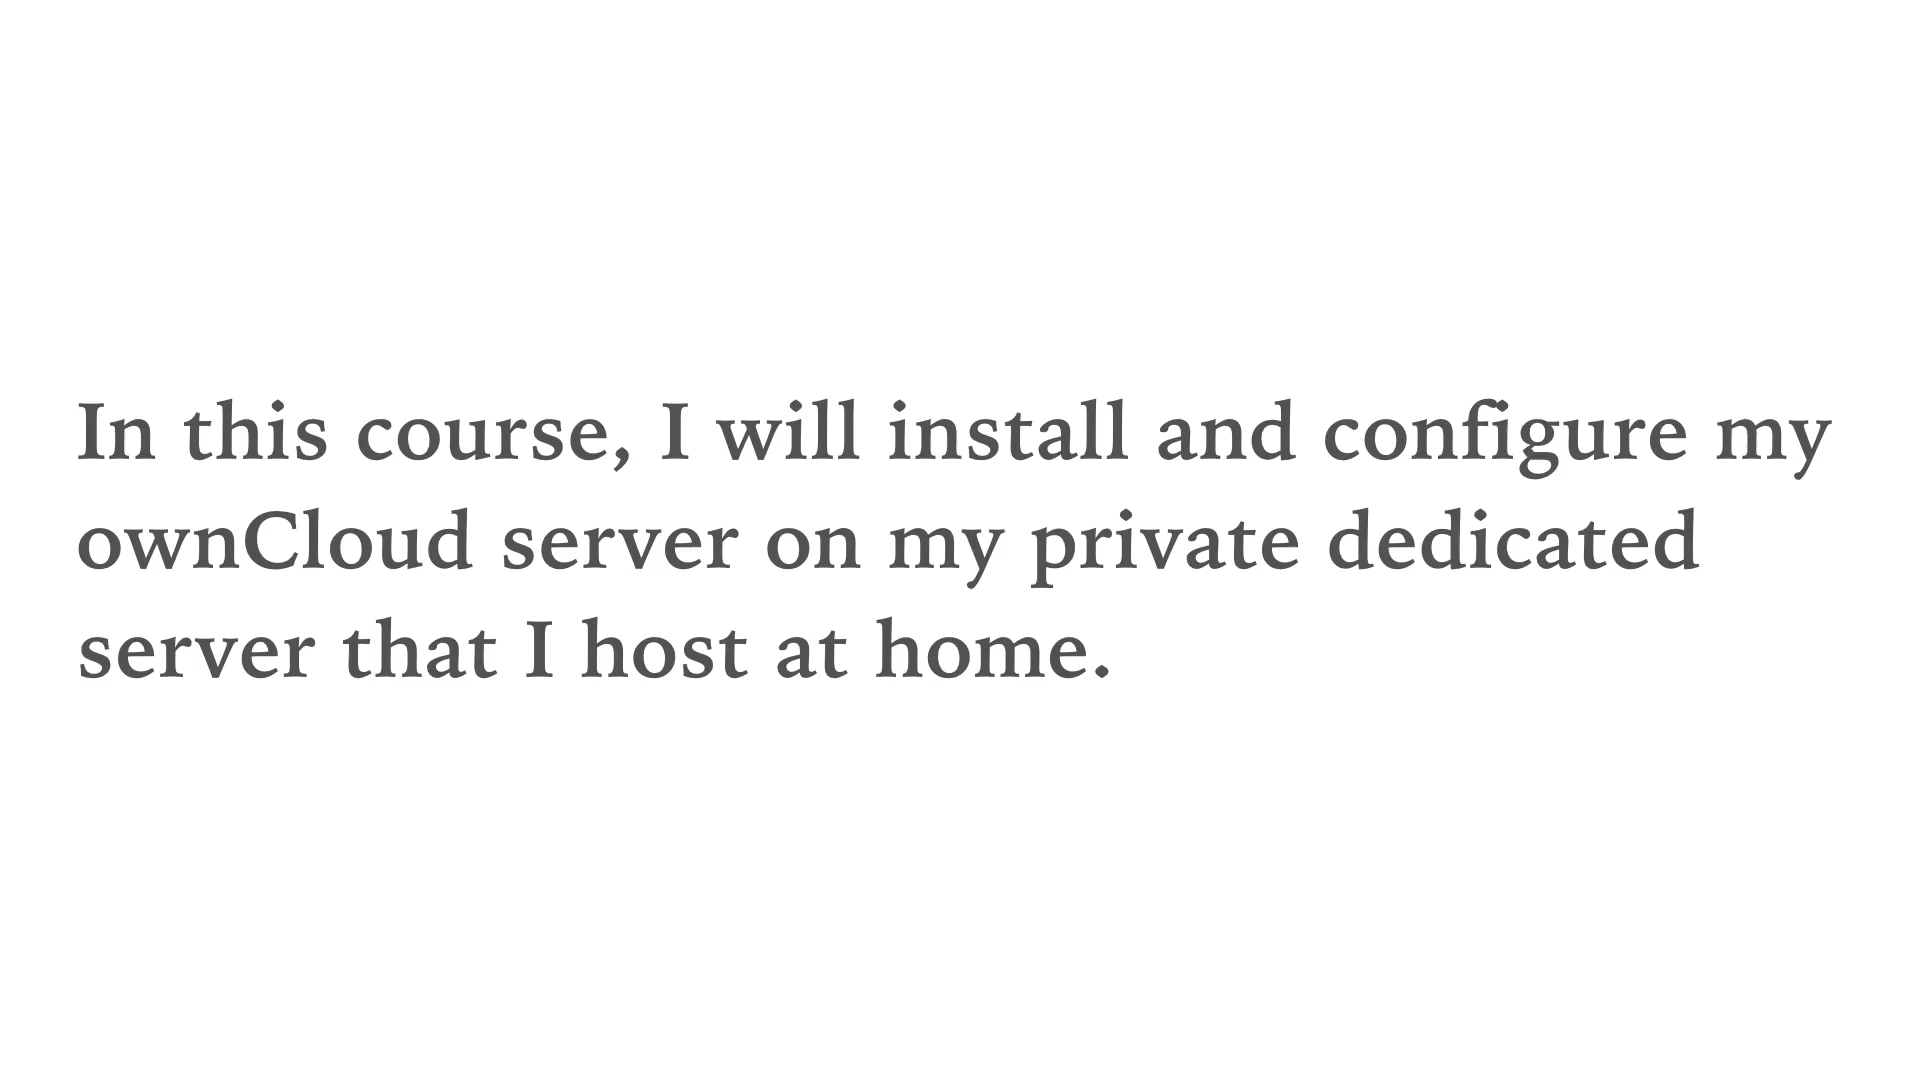 In this course, I will install and configure my
ownCloud server on my private dedicated
server that I host at home.